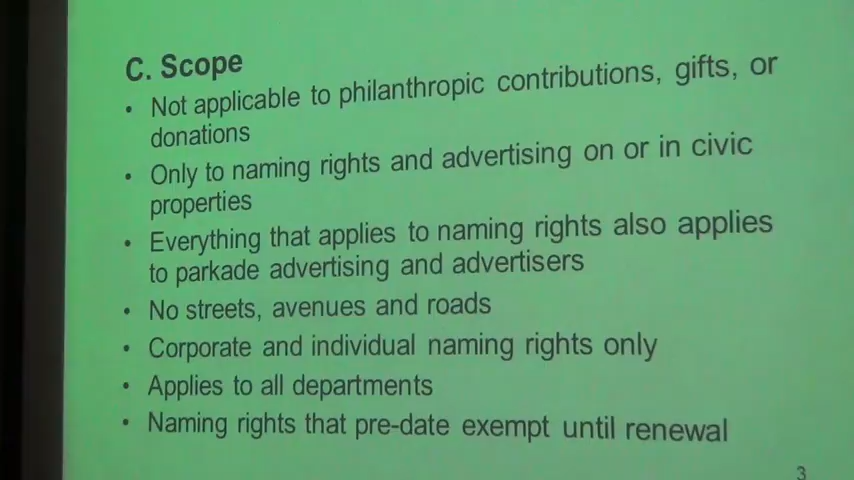 C. Scope
• Not applicable to philanthropic contributions, gifts, or
donations
• Only to naming rights and advertising on or in civic
properties
• Everything that applies to naming rights also applies
to parkade advertising and advertisers
• No streets, avenues and roads
• Corporate and individual naming rights only
• Applies to all departments
• Naming rights that pre-date exempt until renewal
3